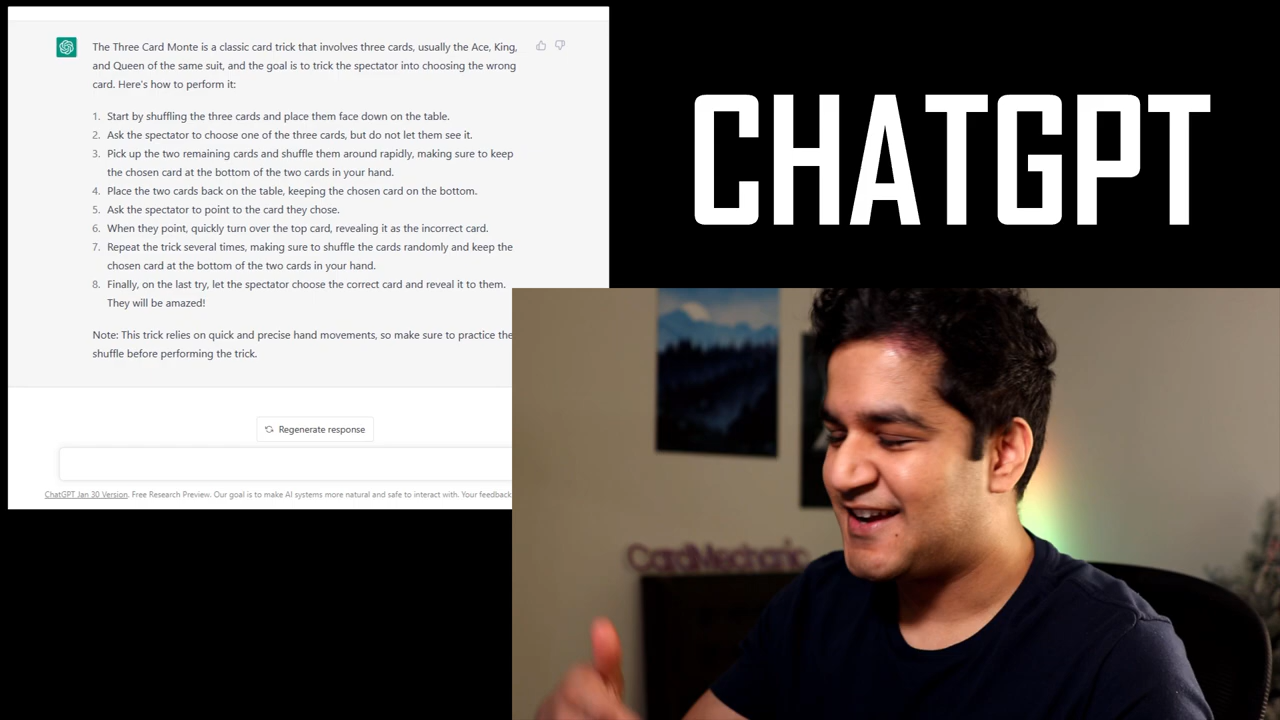 The Three Card Monte is a classic card trick that involves three cards, usually the Ace, King,
and Queen of the same suit, and the goal is to trick the spectator into choosing the wrong
card. Here's how to perform it:
1. Start by shuffling the three cards and place them face down on the table.
2. Ask the spectator to choose one of the three cards, but do not let them see it.
3. Pick up the two remaining cards and shuffle them around rapidly, making sure to keep
the chosen card at the bottom of the two cards in your hand.
4. Place the two cards back on the table, keeping the chosen card on the bottom.
5. Ask the spectator to point to the card they chose.
6. When they point, quickly turn over the top card, revealing it as the incorrect card.
7. Repeat the trick several times, making sure to shuffle the cards randomly and keep the
chosen card at the bottom of the two cards in your hand.
8. Finally, on the last try, let the spectator choose the correct card and reveal it to them.
They will be amazed!
Note: This trick relies on quick and precise hand movements, so make sure to practice the
shuffle before performing the trick.
Regenerate response
ChatGPT Jan 30 Version. Free Research Preview. Our goal is to make AI systems more natural and safe to interact with. Your feedback
CHATGPT
CardMechanic